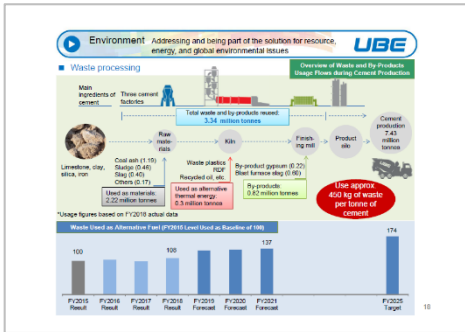 Environment Addressing and being part of the solution for resource,
energy, and global environmental issues
UBE
Waste processing
Overview of Waste and By-Products
Usage Flows during Cement Production
Main
ingredients of
cement
Three cement
factories
Total waste and by-products reused:
3.34 million tonnes
Cement
production
7.43
million
tonnes
Raw
mate-
rials
Kiln
Finish-
ing mill
Product
silo
Limestone, clay,
silica, iron
Coal ash (1.19)
Sludge (0.46)
Slag (0.40)
Others (0.17)
Waste plastics
RDF
Recycled oil, etc.
By-product gypsum (0.22)
Blast furnace slag (0.60)
Used as materials:
2.22 million tonnes
Used as alternative
thermal energy:
0.3 million tonnes
By-products:
0.82 million tonnes
Use approx
450 kg of waste
per tonne of
cement
*Usage figures based on FY2018 actual data
Waste Used as Alternative Fuel (FY2015 Level Used as Baseline of 100)
100
108
137
174
FY2015
Result
FY2016
Result
FY2017
Result
FY2018
Result
FY2019
Forecast
FY2020
Forecast
FY2021
Forecast
FY2025
Target